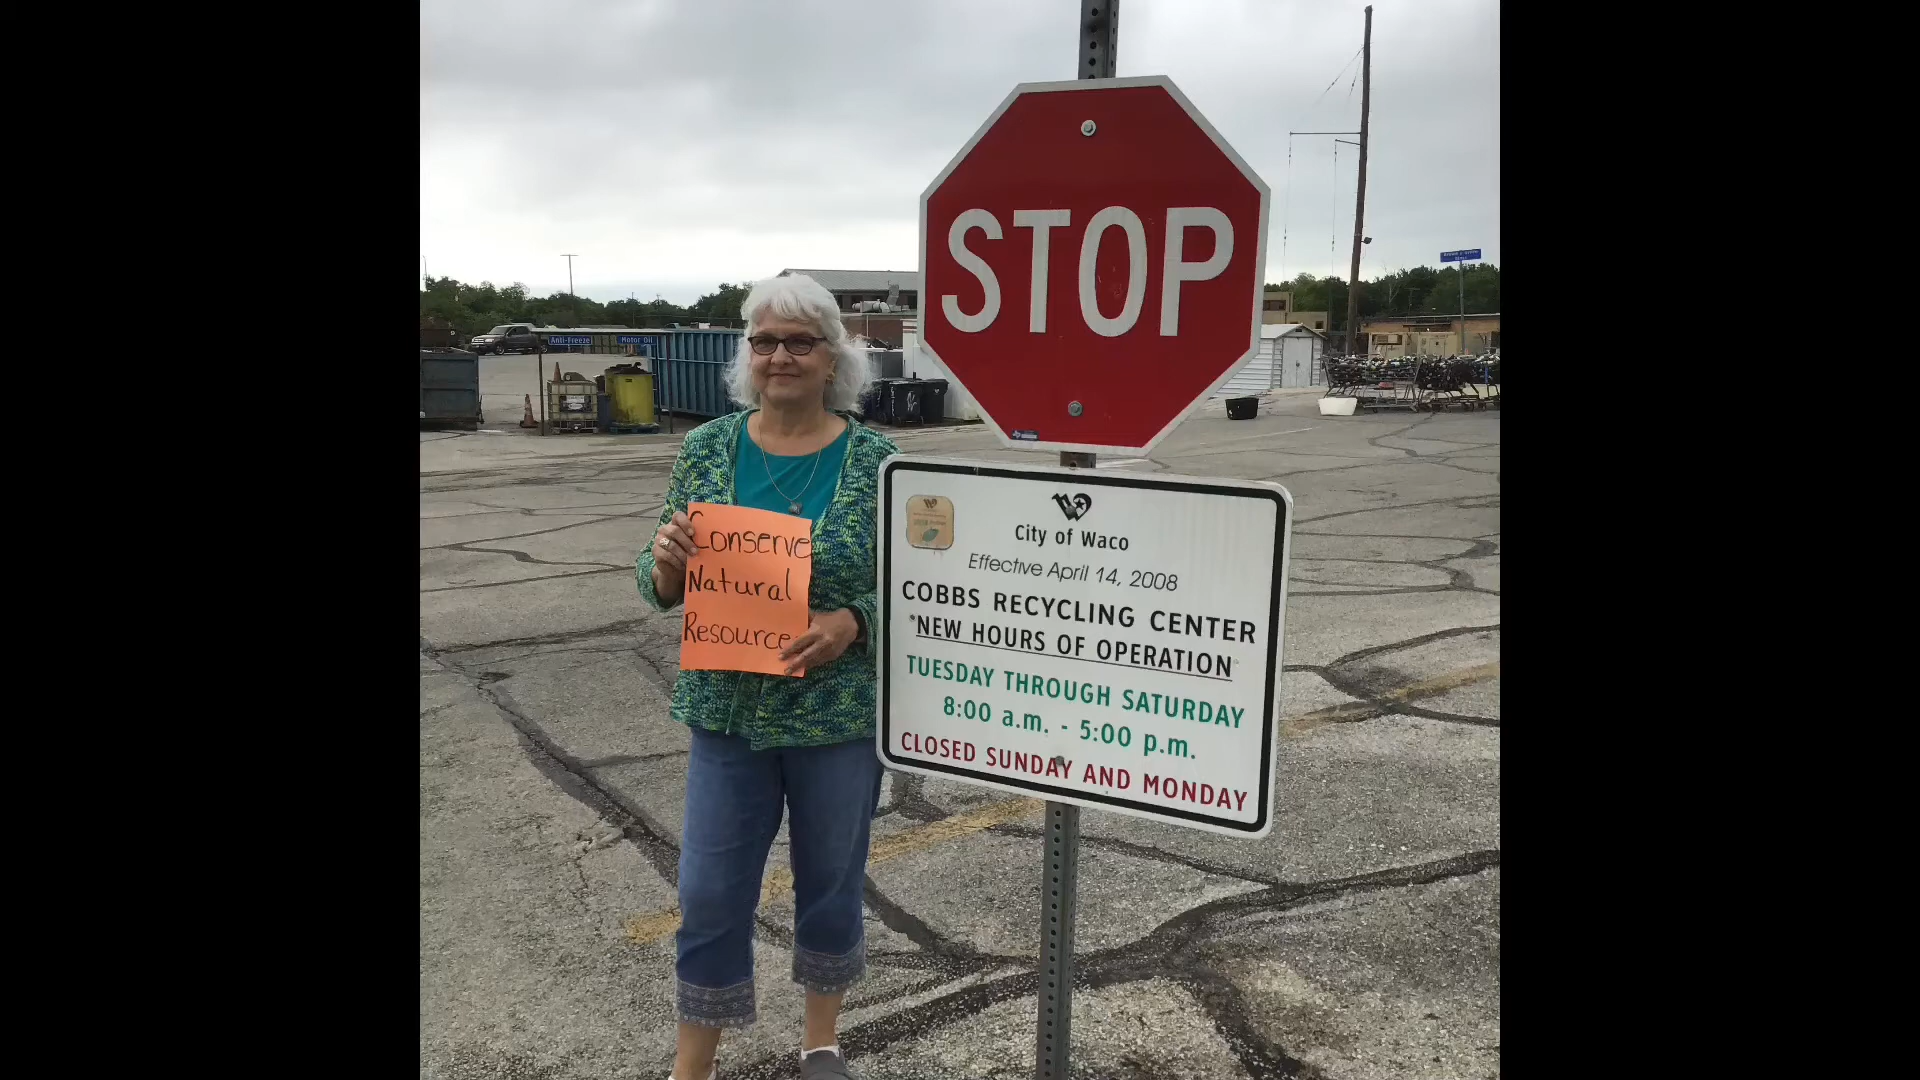 STOP
Anti-Freeze
Motor Oil
Conserve
Natural
Resource
City of Waco
Effective April 14, 2008
COBBS RECYCLING CENTER
*NEW HOURS OF OPERATION
TUESDAY THROUGH SATURDAY
8:00 a.m. - 5:00 p.m.
CLOSED SUNDAY AND MONDAY